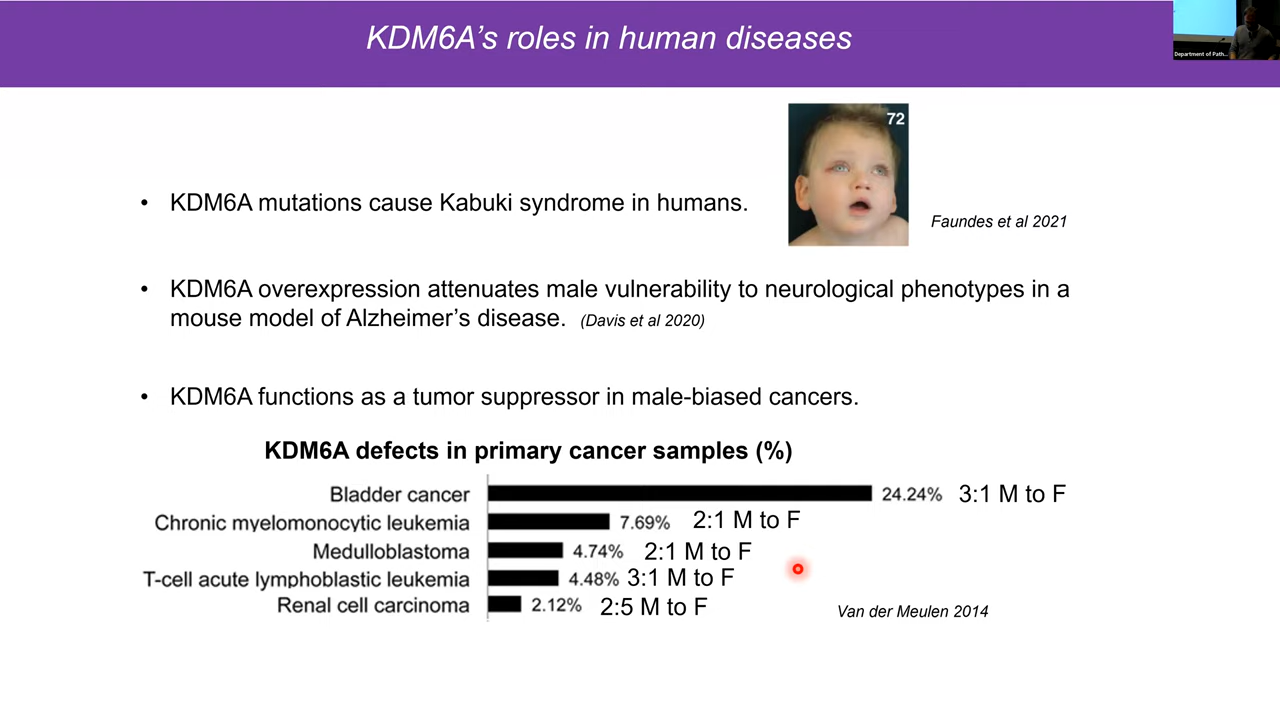 KDM6A's roles in human diseases
Department of Path...
72
• KDM6A mutations cause Kabuki syndrome in humans.
Faundes et al 2021
• KDM6A overexpression attenuates male vulnerability to neurological phenotypes in a
mouse model of Alzheimer's disease. (Davis et al 2020)
• KDM6A functions as a tumor suppressor in male-biased cancers.
KDM6A defects in primary cancer samples (%)
Bladder cancer 24.24% 3:1 M to F
Chronic myelomonocytic leukemia 7.69% 2:1 M to F
Medulloblastoma 4.74% 2:1 M to F
T-cell acute lymphoblastic leukemia 4.48% 3:1 M to F
Renal cell carcinoma 2.12% 2:5 M to F
Van der Meulen 2014